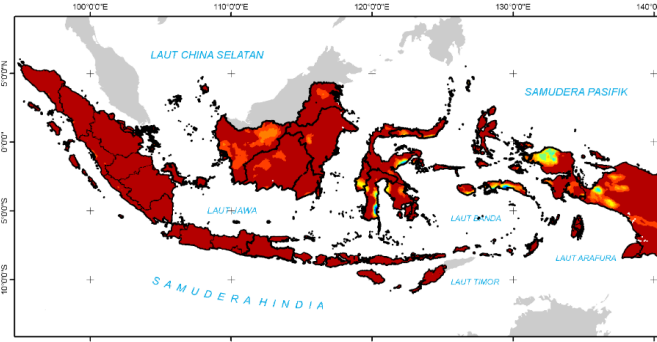 100°0'0"E 110°0'0"E 120°0'0"E 130°0'0"E 140°0'
LAUT CHINA SELATAN
5°0'0"N
SAMUDERA PASIFIK
0°0'0"
LAUT JAWA
LAUT BANDA
5°0'0"S
LAUT ARAFURA
10°0'0"S
SAMUDERA HINDIA
LAUT TIMOR